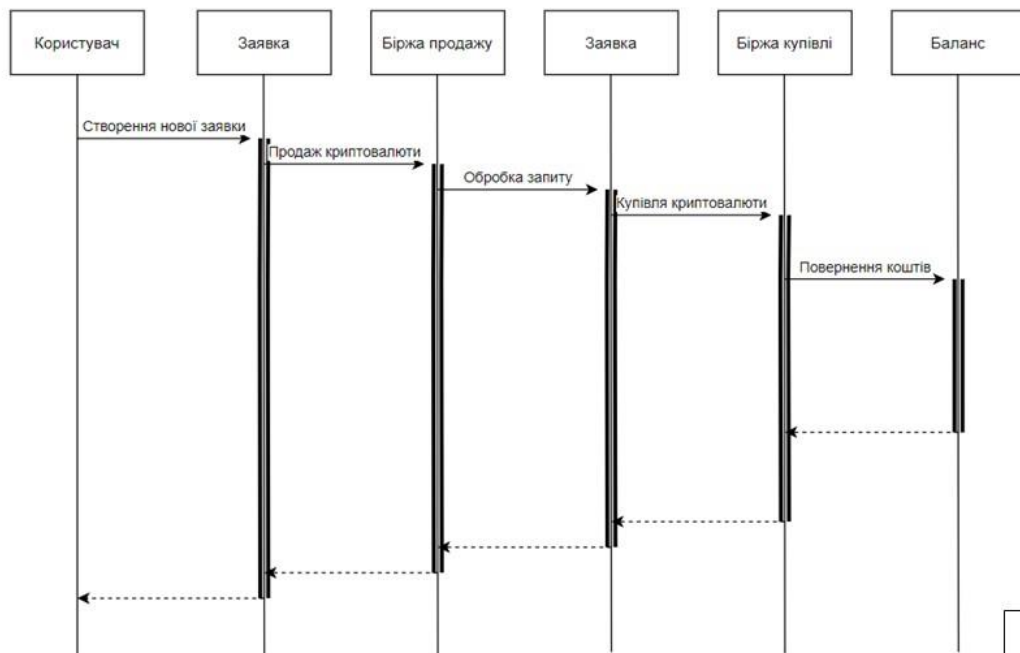 Користувач
Заявка
Біржа продажу
Заявка
Біржа купівлі
Баланс
Створення нової заявки
Продаж криптовалюти
Обробка запиту
Купівля криптовалюти
Повернення коштів